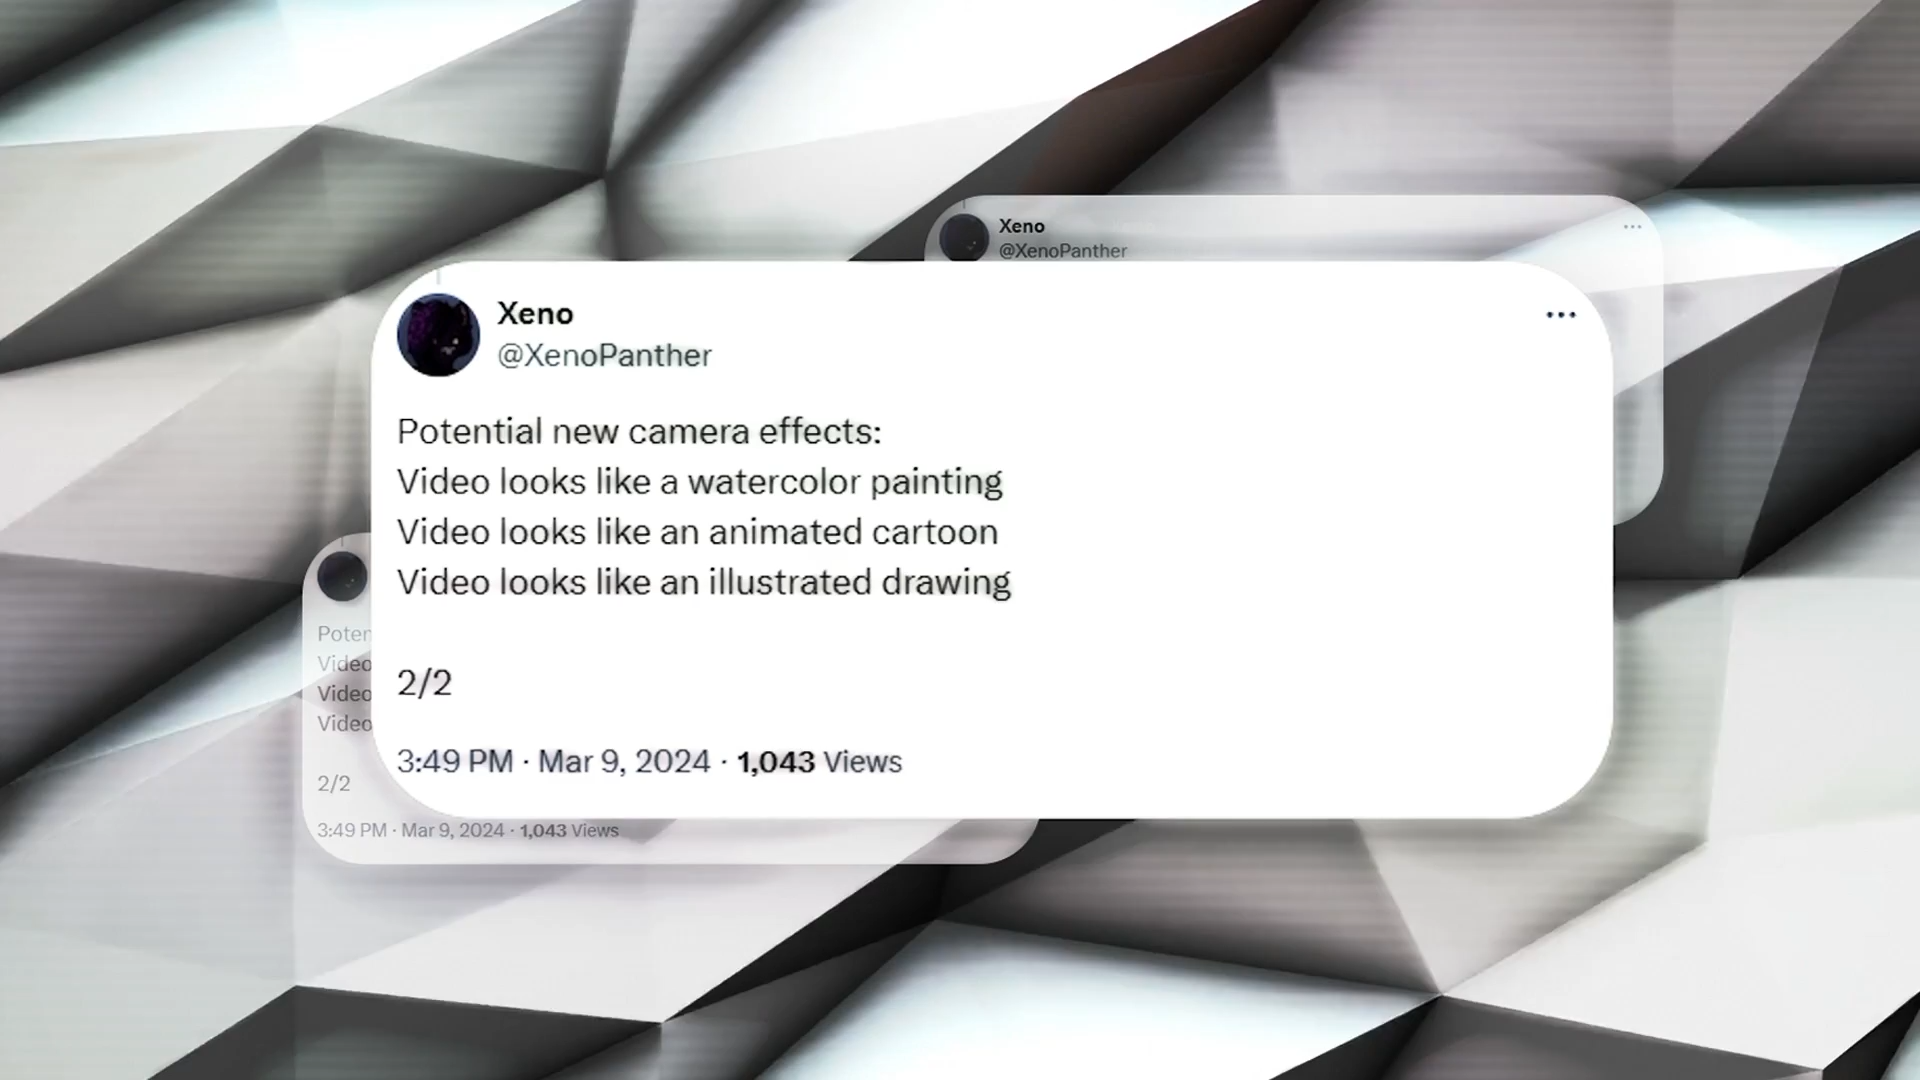 Xeno
@XenoPanther
Xeno
@XenoPanther
Potential new camera effects:
Video looks like a watercolor painting
Video looks like an animated cartoon
Video looks like an illustrated drawing
2/2
3:49 PM · Mar 9, 2024 · 1,043 Views
Poten
Video
Video
Video
2/2
3:49 PM · Mar 9, 2024 · 1,043 Views